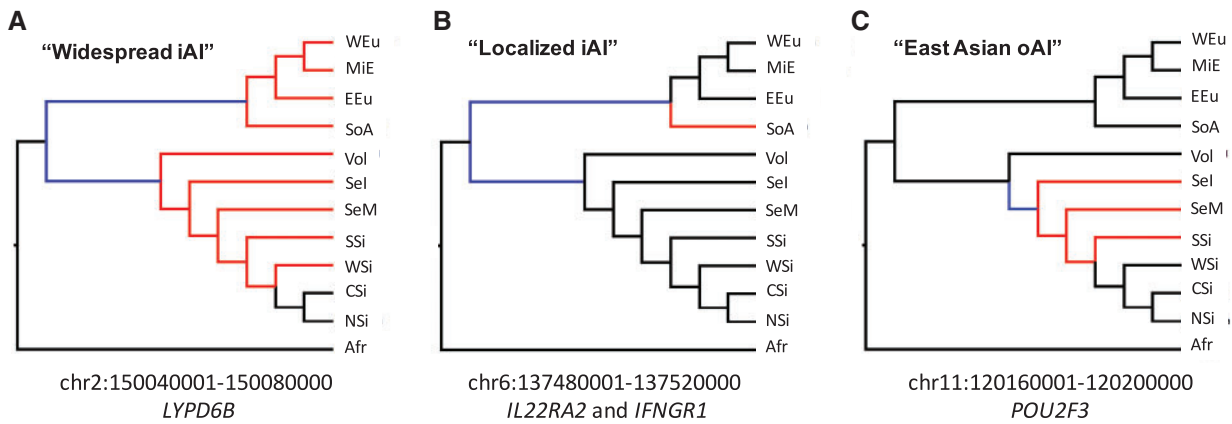 A
"Widespread iAI"
WEu
MiE
EEu
SoA
Vol
SeI
SeM
SSi
WSi
CSi
NSi
Afr
chr2:150040001-150080000
LYPD6B
B
"Localized iAI"
WEu
MiE
EEu
SoA
Vol
SeI
SeM
SSi
WSi
CSi
NSi
Afr
chr6:137480001-137520000
IL22RA2 and IFNGR1
C
"East Asian oAI"
WEu
MiE
EEu
SoA
Vol
SeI
SeM
SSi
WSi
CSi
NSi
Afr
chr11:120160001-120200000
POU2F3